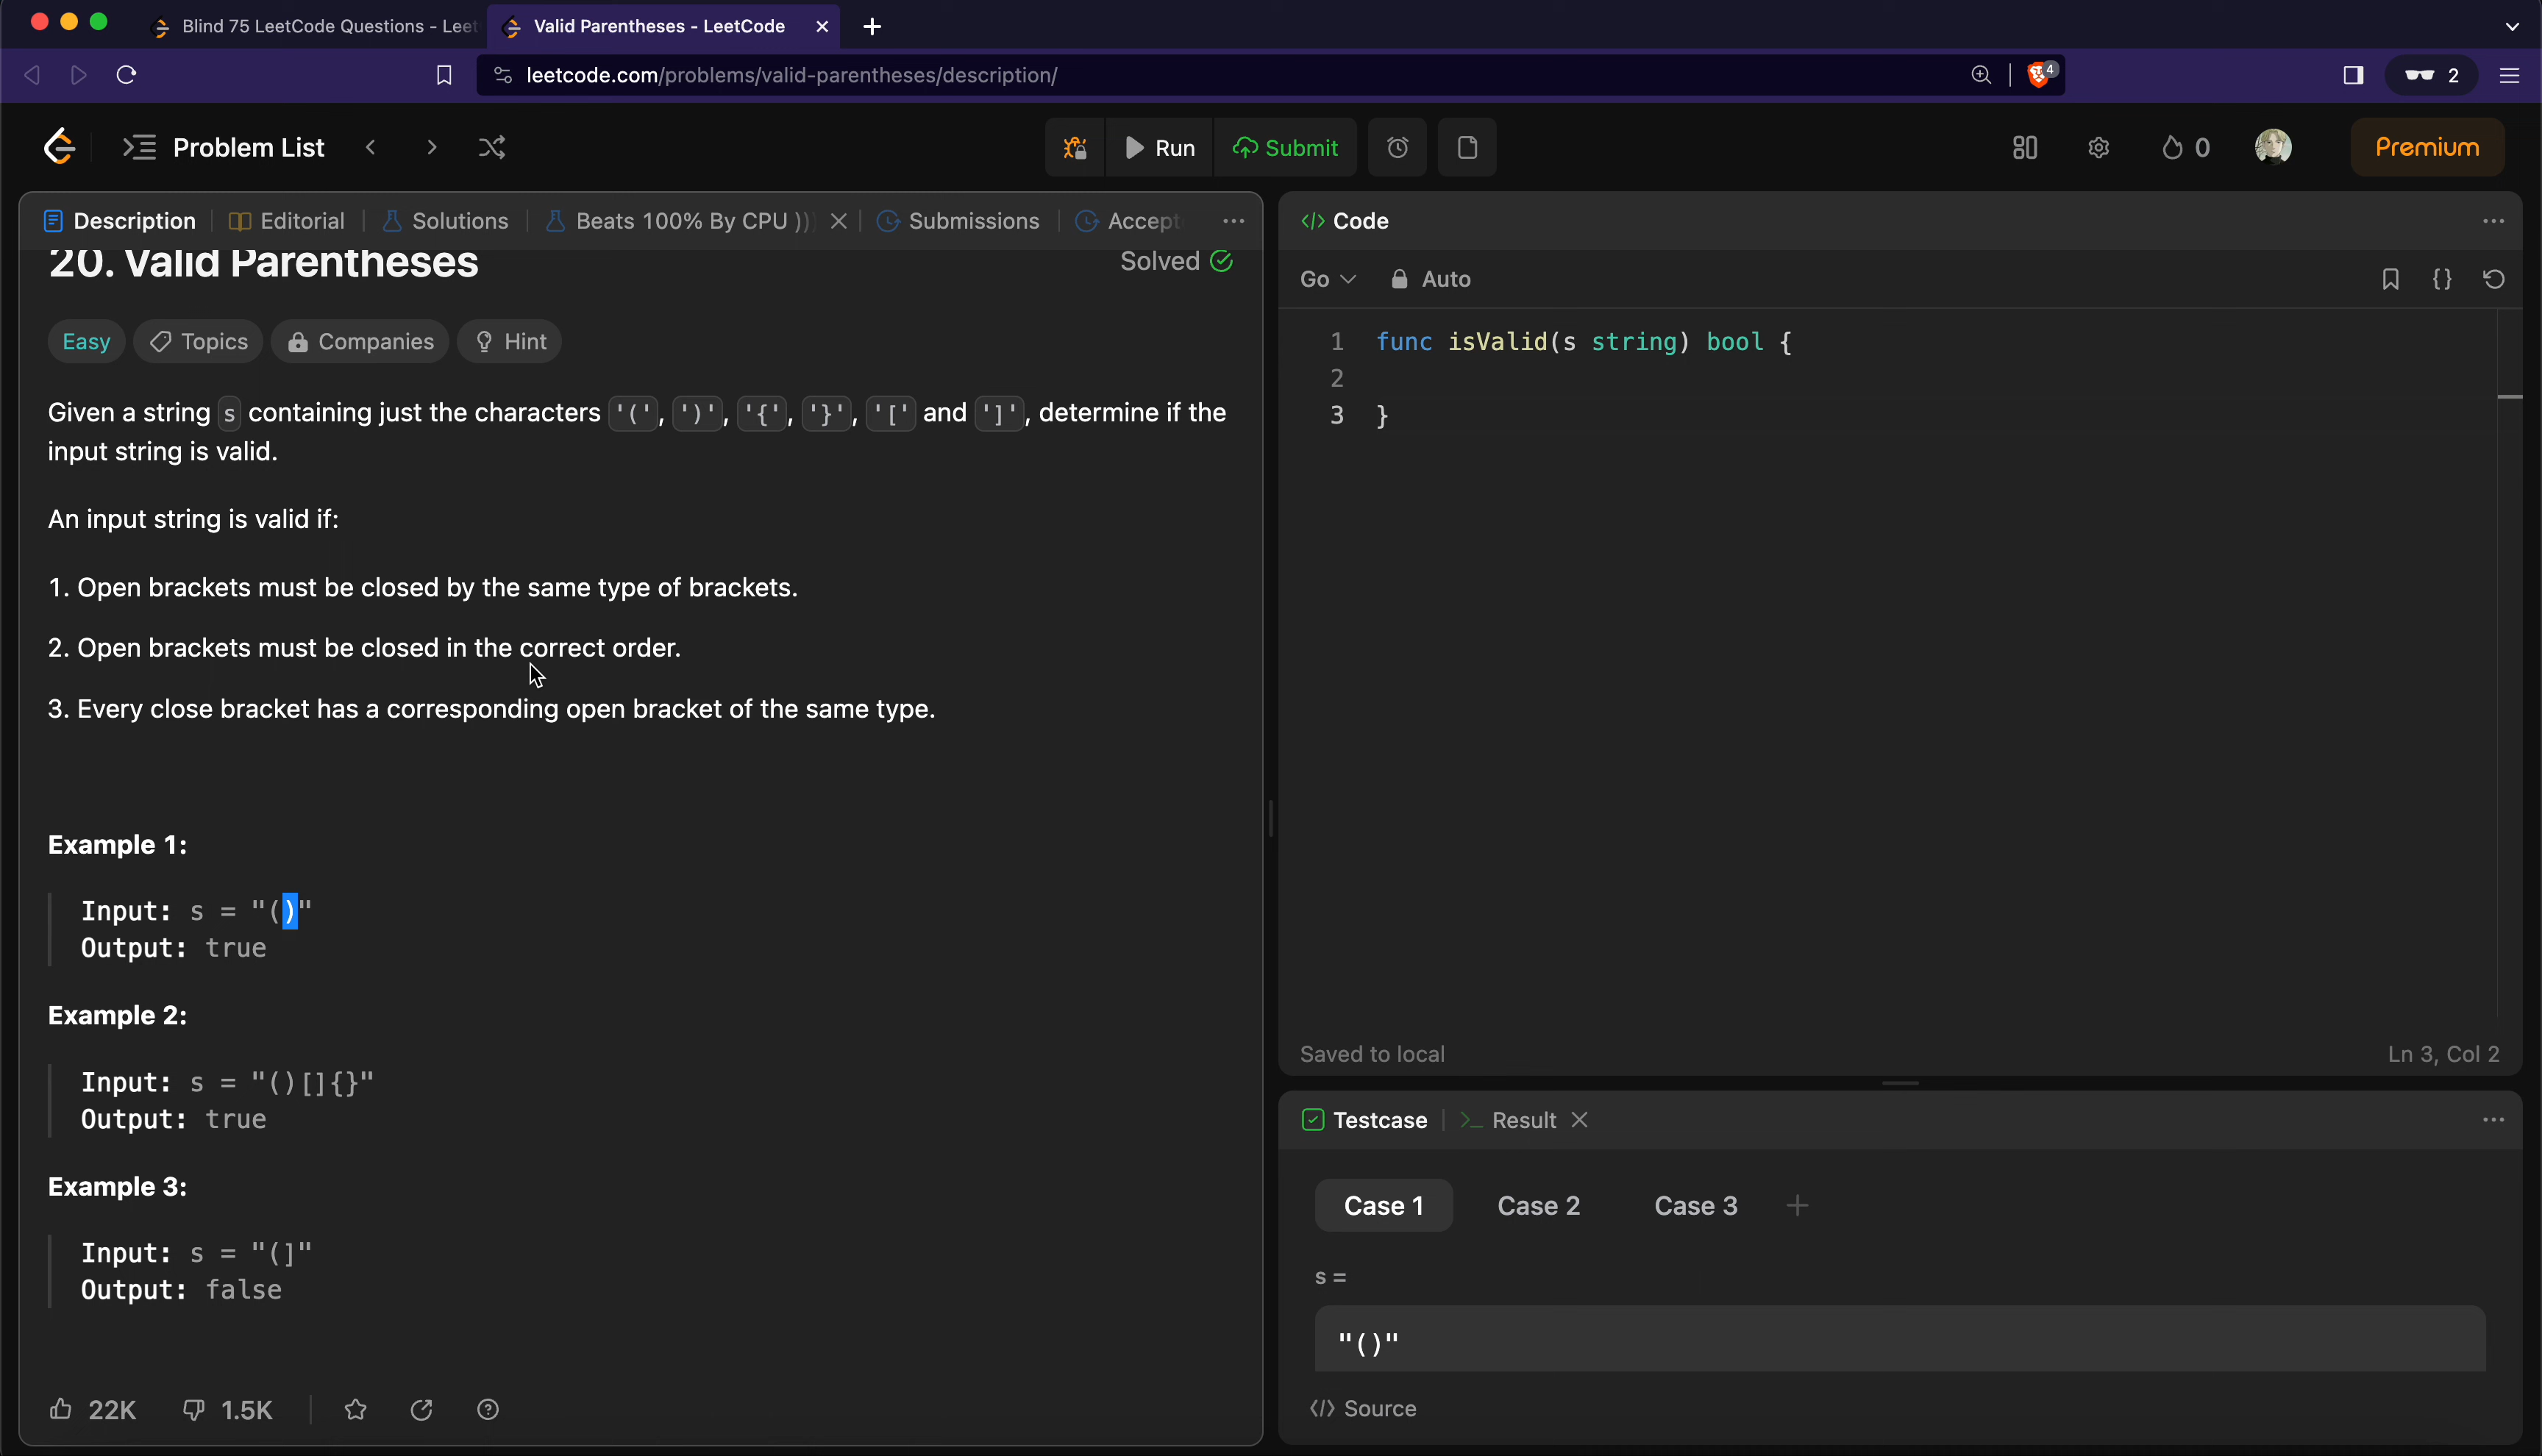 Blind 75 LeetCode Questions - Leet
Valid Parentheses - LeetCode
leetcode.com/problems/valid-parentheses/description/
4
2
Problem List
Run
Submit
0
Premium
Description
Editorial
Solutions
Beats 100% By CPU ))
Submissions
Accept
20. Valid Parentheses
Solved
Easy
Topics
Companies
Hint
Given a string s containing just the characters '(', ')', '{', '}', '[' and ']', determine if the
input string is valid.
An input string is valid if:
1. Open brackets must be closed by the same type of brackets.
2. Open brackets must be closed in the correct order.
3. Every close bracket has a corresponding open bracket of the same type.
Example 1:
Input: s = "()"
Output: true
Example 2:
Input: s = "()[]{}"
Output: true
Example 3:
Input: s = "(]"
Output: false
22K
1.5K
</> Code
Go
Auto
{}
1 func isValid(s string) bool {
2
3 }
Saved to local
Ln 3, Col 2
Testcase
>_ Result
Case 1
Case 2
Case 3
s =
"()"
</> Source